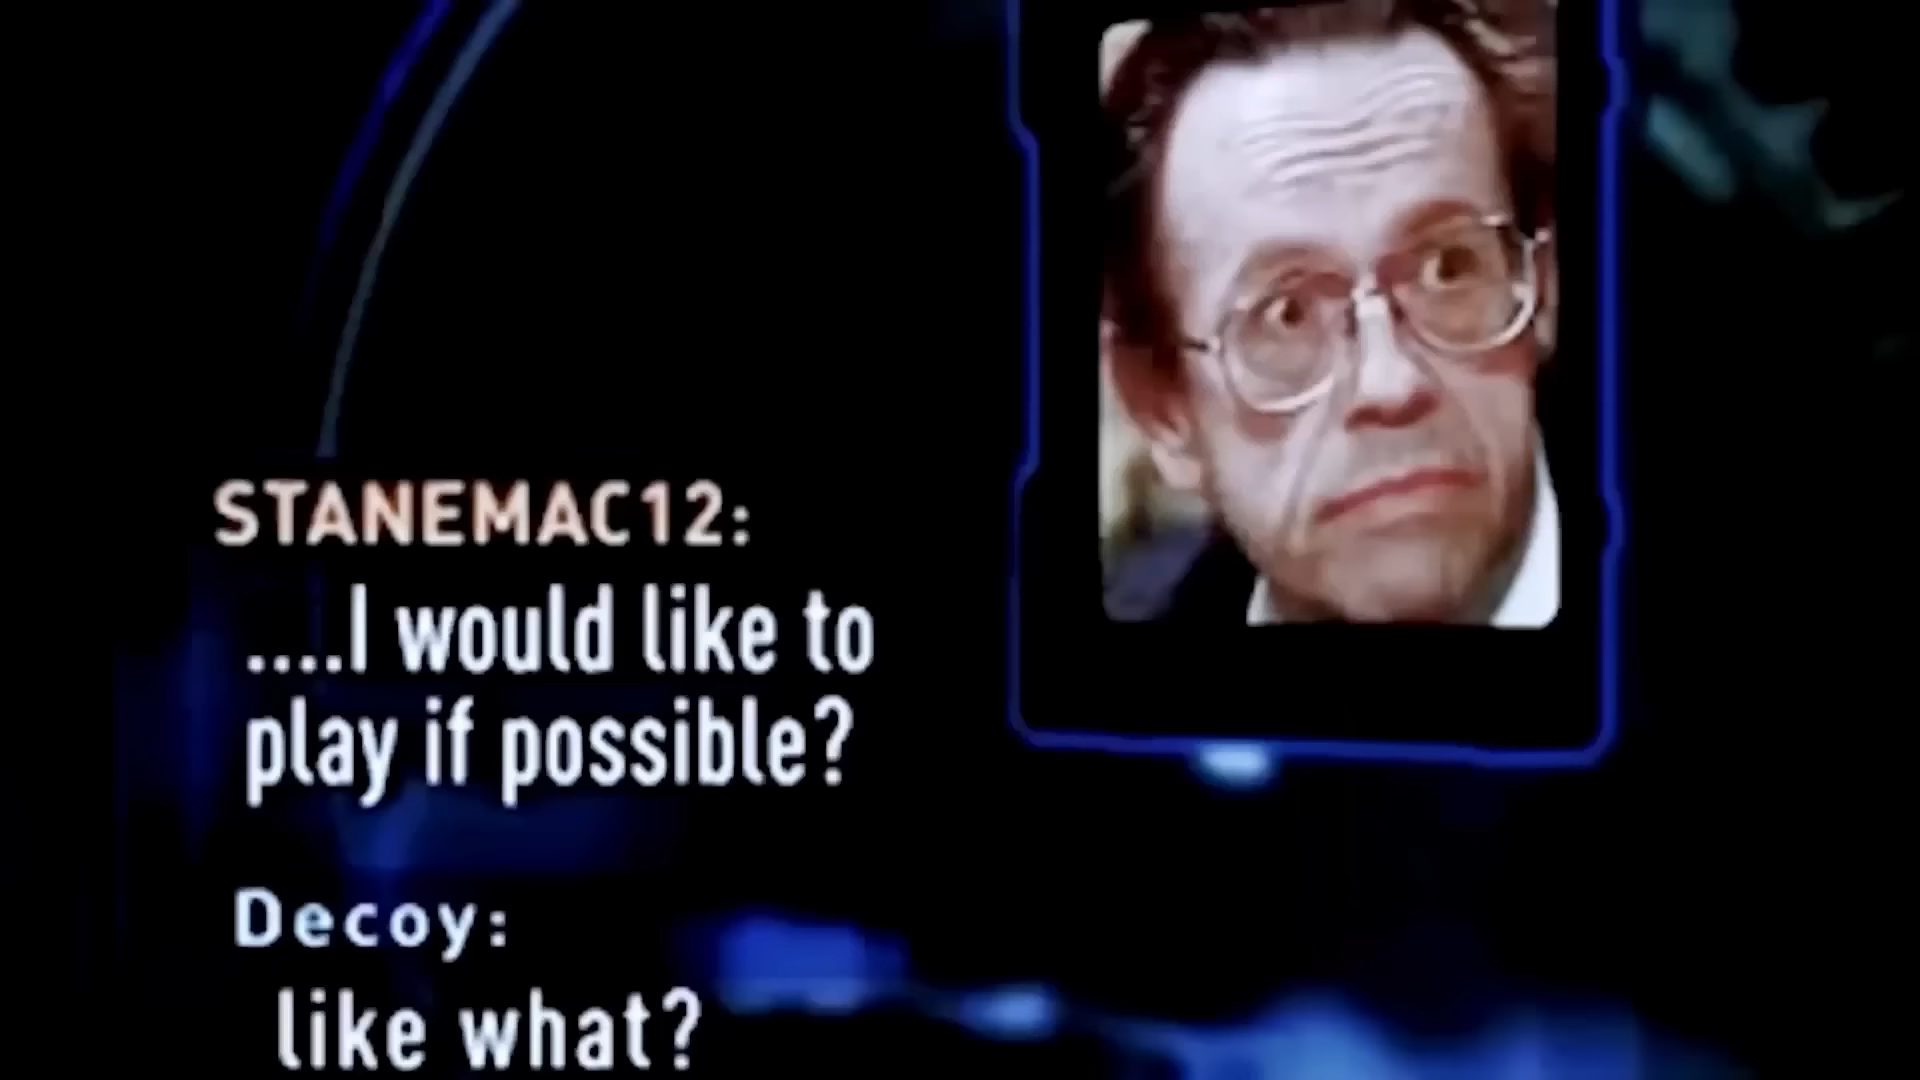 STANEMAC12:
....I would like to
play if possible?
Decoy:
like what?